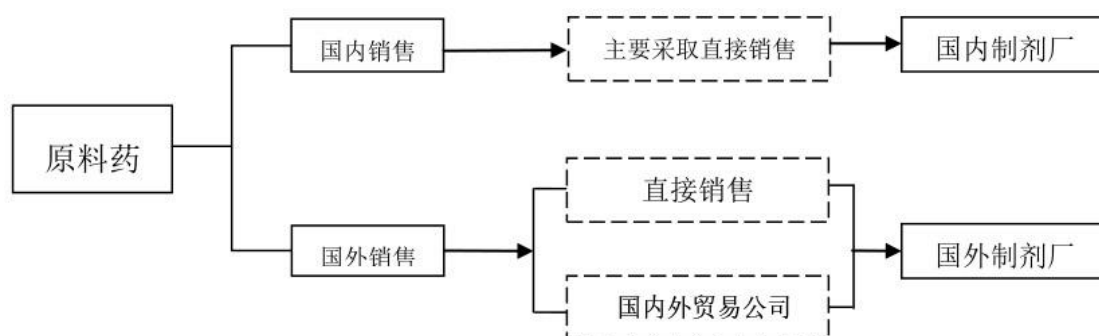 国内销售
主要采取直接销售
国内制剂厂
原料药
直接销售
国外销售
国外制剂厂
国内外贸易公司